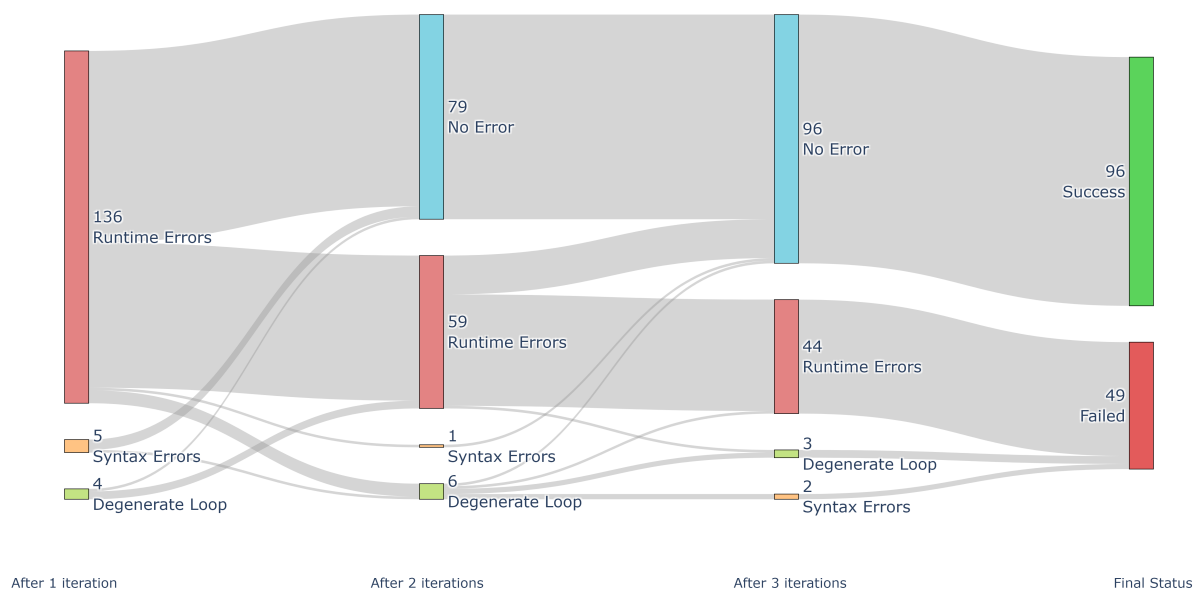 136
Runtime Errors
5
Syntax Errors
4
Degenerate Loop
79
No Error
59
Runtime Errors
1
Syntax Errors
6
Degenerate Loop
96
No Error
44
Runtime Errors
3
Degenerate Loop
2
Syntax Errors
96
Success
49
Failed
After 1 iteration
After 2 iterations
After 3 iterations
Final Status